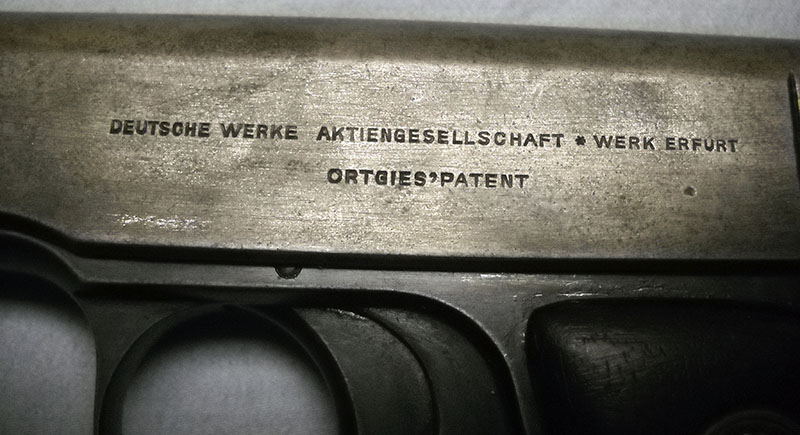 DEUTSCHE WERKE AKTIENGESELLSCHAFT * WERK ERFURT
ORTGIES'PATENT